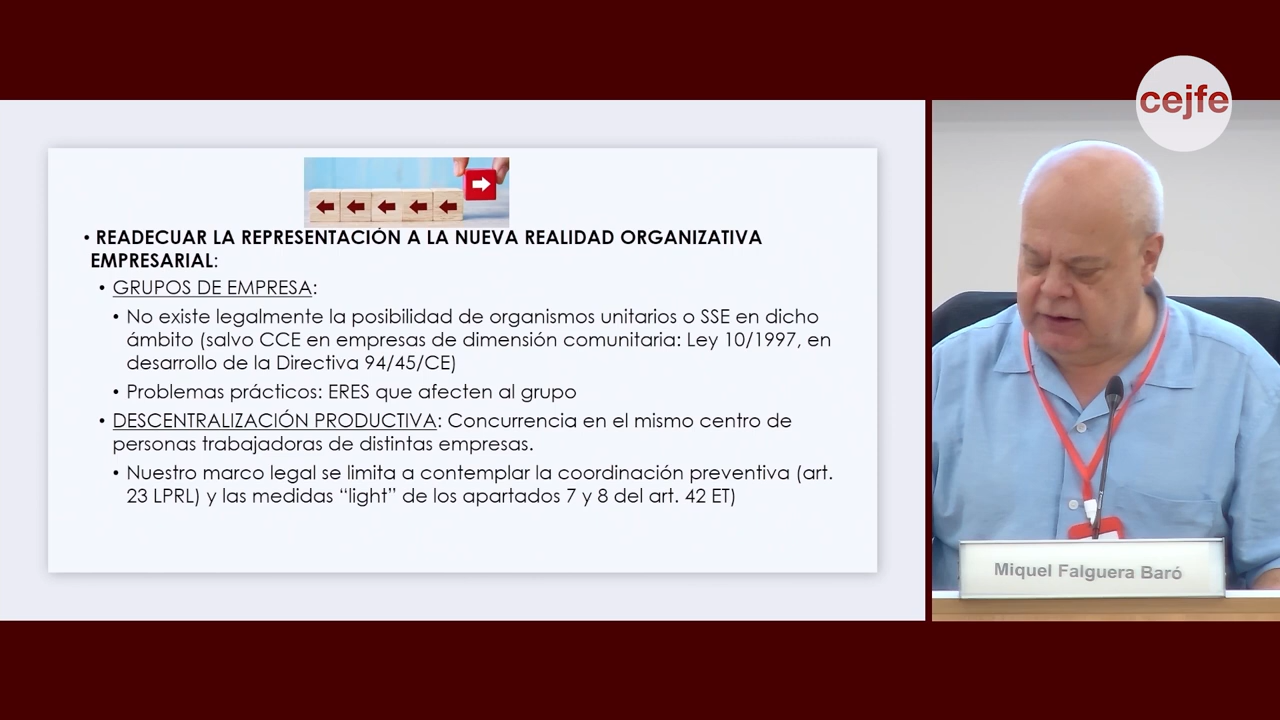 cejfe
• READECUAR LA REPRESENTACIÓN A LA NUEVA REALIDAD ORGANIZATIVA
EMPRESARIAL:
• GRUPOS DE EMPRESA:
• No existe legalmente la posibilidad de organismos unitarios o SSE en dicho
ámbito (salvo CCE en empresas de dimensión comunitaria: Ley 10/1997, en
desarrollo de la Directiva 94/45/CE)
• Problemas prácticos: ERES que afecten al grupo
• DESCENTRALIZACIÓN PRODUCTIVA: Concurrencia en el mismo centro de
personas trabajadoras de distintas empresas.
• Nuestro marco legal se limita a contemplar la coordinación preventiva (art.
23 LPRL) y las medidas “light” de los apartados 7 y 8 del art. 42 ET)
Miquel Falguera Baró